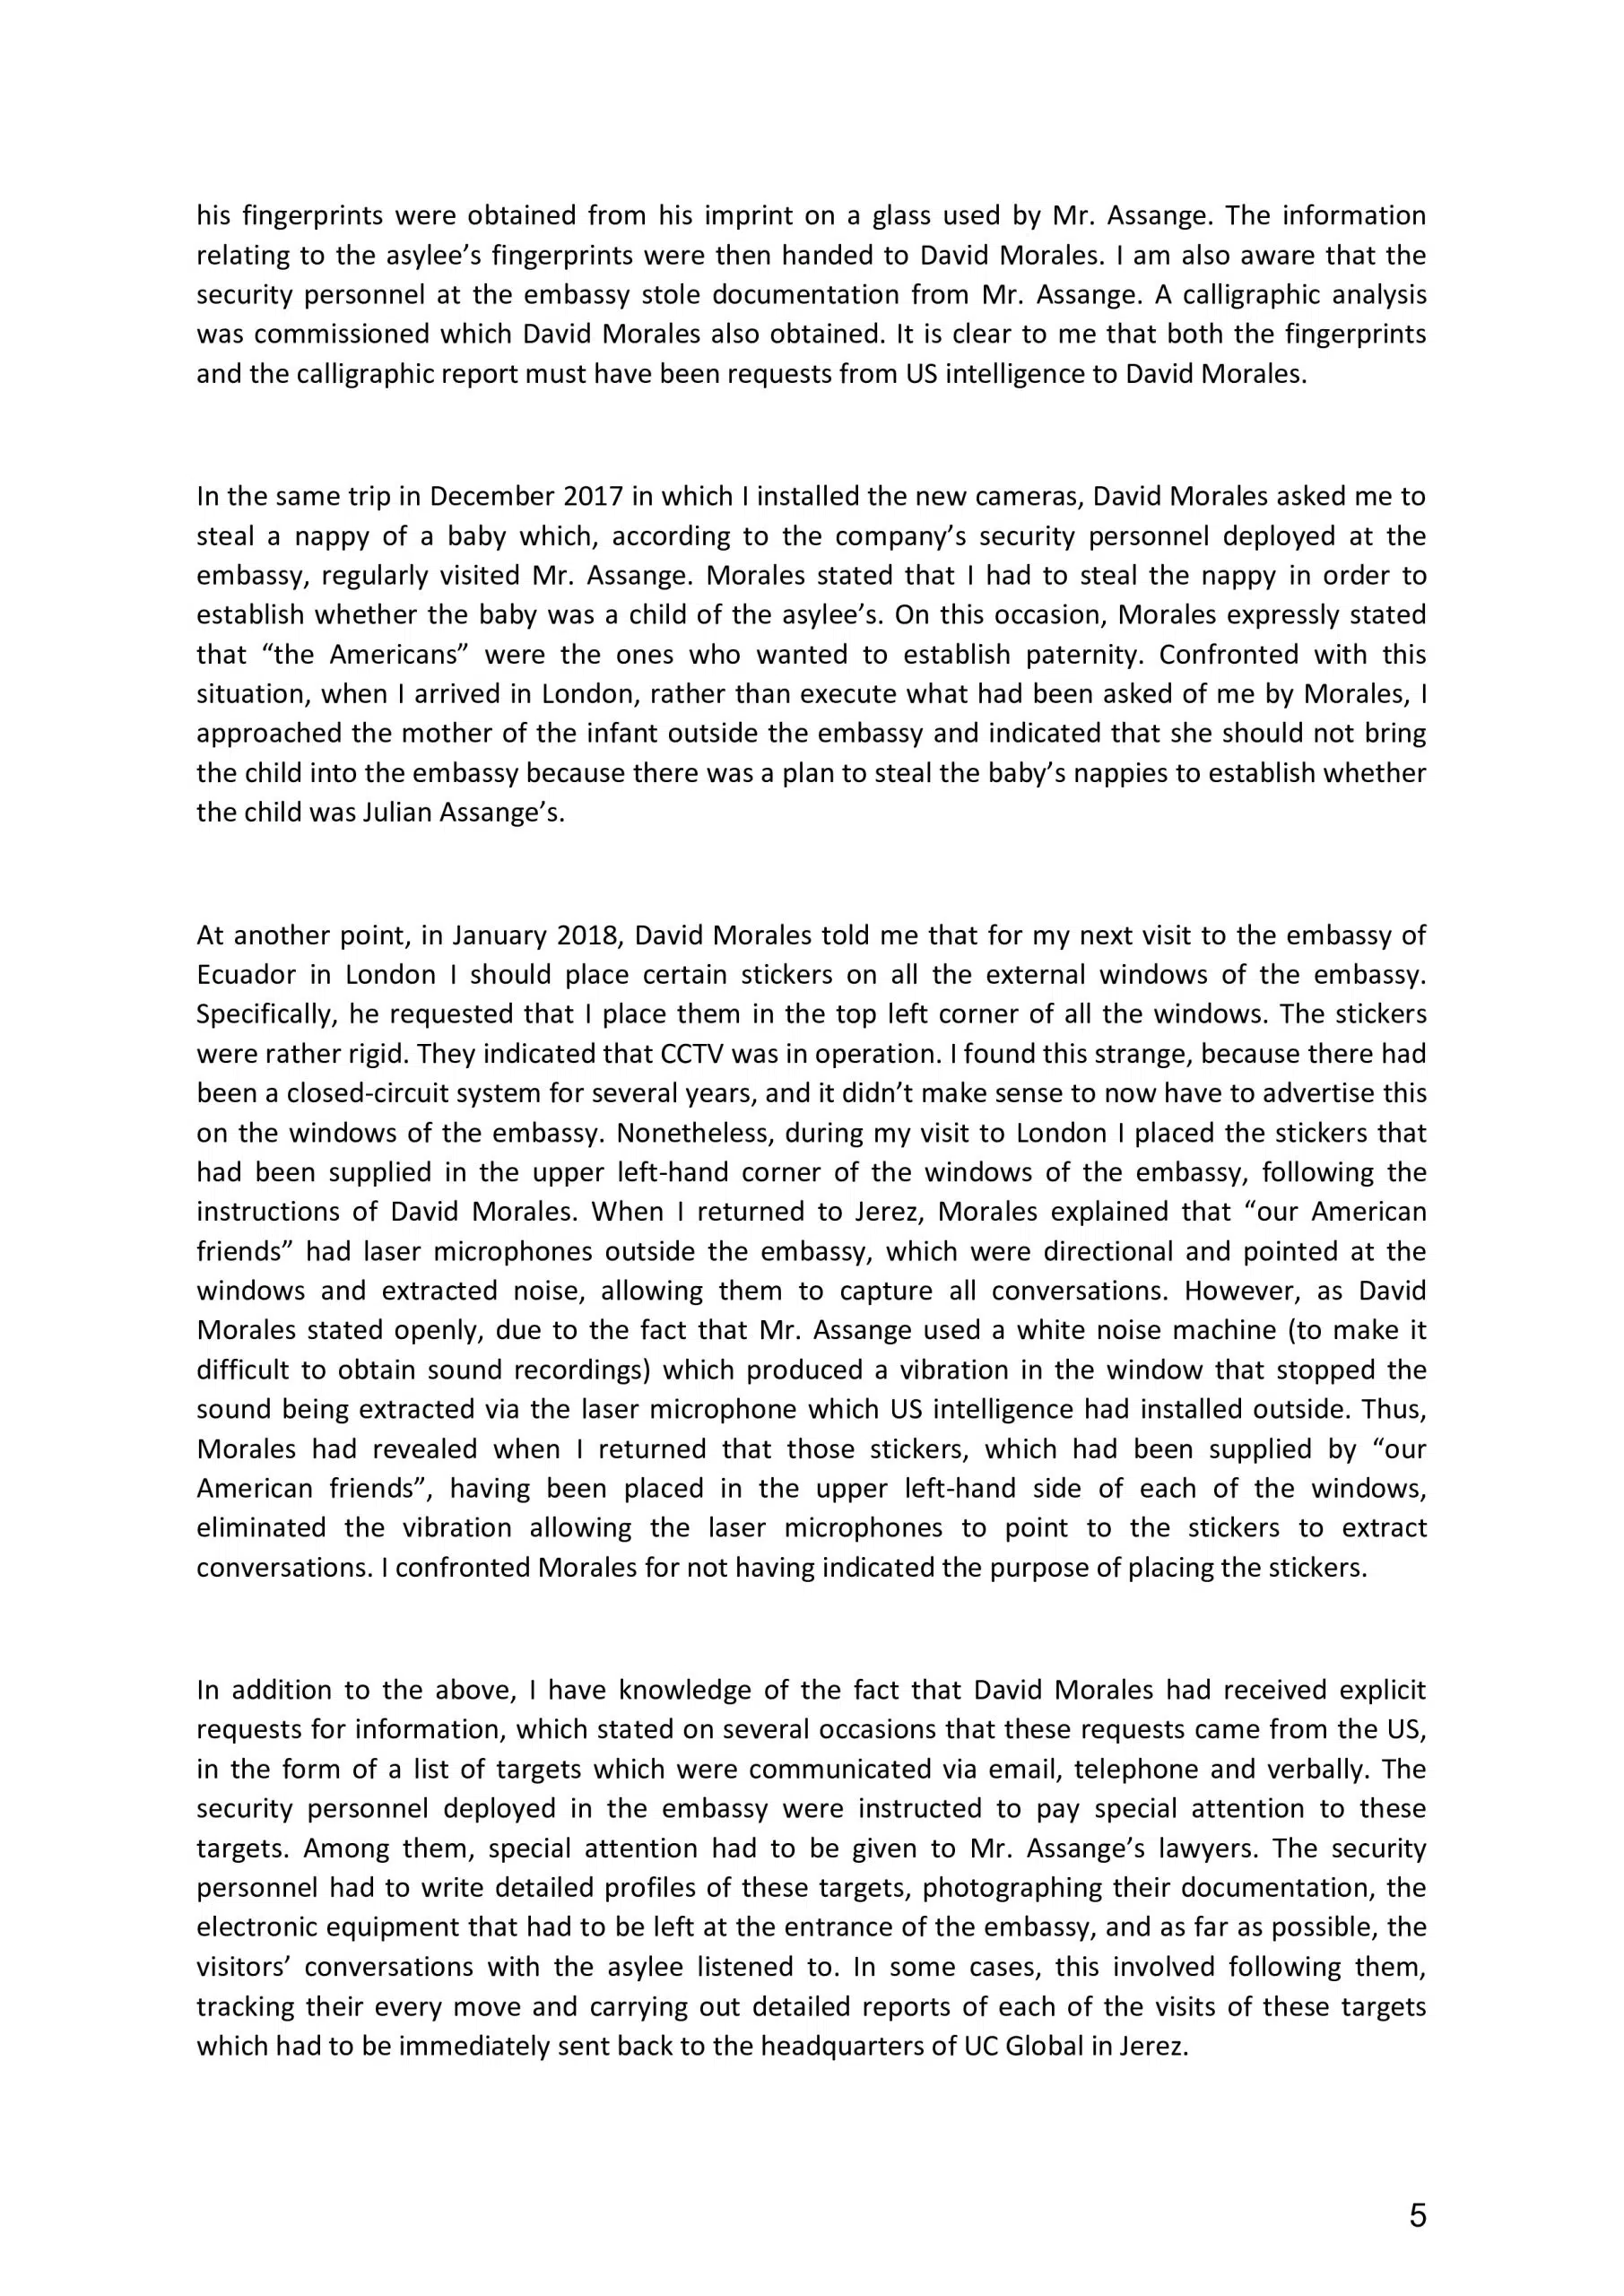 his fingerprints were obtained from his imprint on a glass used by Mr. Assange. The information
relating to the asylee’s fingerprints were then handed to David Morales. I am also aware that the
security personnel at the embassy stole documentation from Mr. Assange. A calligraphic analysis
was commissioned which David Morales also obtained. It is clear to me that both the fingerprints
and the calligraphic report must have been requests from US intelligence to David Morales.
In the same trip in December 2017 in which I installed the new cameras, David Morales asked me to
steal a nappy of a baby which, according to the company’s security personnel deployed at the
embassy, regularly visited Mr. Assange. Morales stated that I had to steal the nappy in order to
establish whether the baby was a child of the asylee’s. On this occasion, Morales expressly stated
that “the Americans” were the ones who wanted to establish paternity. Confronted with this
situation, when I arrived in London, rather than execute what had been asked of me by Morales, I
approached the mother of the infant outside the embassy and indicated that she should not bring
the child into the embassy because there was a plan to steal the baby’s nappies to establish whether
the child was Julian Assange’s.
At another point, in January 2018, David Morales told me that for my next visit to the embassy of
Ecuador in London I should place certain stickers on all the external windows of the embassy.
Specifically, he requested that I place them in the top left corner of all the windows. The stickers
were rather rigid. They indicated that CCTV was in operation. I found this strange, because there had
been a closed-circuit system for several years, and it didn’t make sense to now have to advertise this
on the windows of the embassy. Nonetheless, during my visit to London I placed the stickers that
had been supplied in the upper left-hand corner of the windows of the embassy, following the
instructions of David Morales. When I returned to Jerez, Morales explained that “our American
friends” had laser microphones outside the embassy, which were directional and pointed at the
windows and extracted noise, allowing them to capture all conversations. However, as David
Morales stated openly, due to the fact that Mr. Assange used a white noise machine (to make it
difficult to obtain sound recordings) which produced a vibration in the window that stopped the
sound being extracted via the laser microphone which US intelligence had installed outside. Thus,
Morales had revealed when I returned that those stickers, which had been supplied by “our
American friends”, having been placed in the upper left-hand side of each of the windows,
eliminated the vibration allowing the laser microphones to point to the stickers to extract
conversations. I confronted Morales for not having indicated the purpose of placing the stickers.
In addition to the above, I have knowledge of the fact that David Morales had received explicit
requests for information, which stated on several occasions that these requests came from the US,
in the form of a list of targets which were communicated via email, telephone and verbally. The
security personnel deployed in the embassy were instructed to pay special attention to these
targets. Among them, special attention had to be given to Mr. Assange’s lawyers. The security
personnel had to write detailed profiles of these targets, photographing their documentation, the
electronic equipment that had to be left at the entrance of the embassy, and as far as possible, the
visitors’ conversations with the asylee listened to. In some cases, this involved following them,
tracking their every move and carrying out detailed reports of each of the visits of these targets
which had to be immediately sent back to the headquarters of UC Global in Jerez.
5